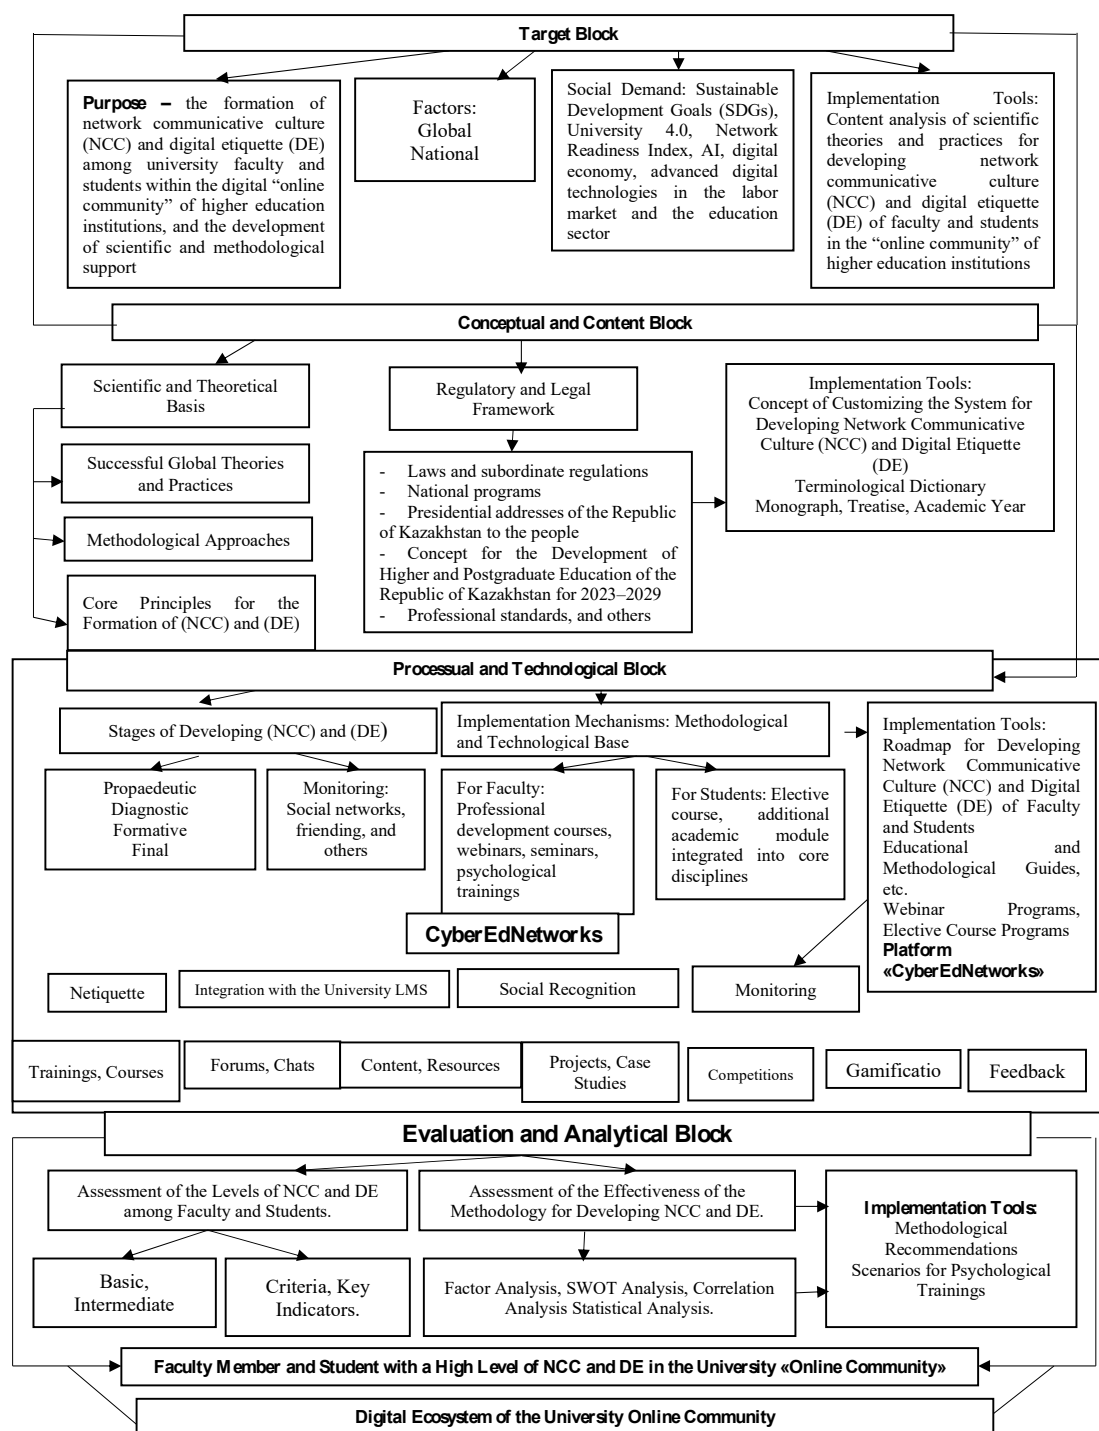 Target Block
Purpose – the formation of
network communicative culture
(NCC) and digital etiquette (DE)
among university faculty and
students within the digital “online
community” of higher education
institutions, and the development
of scientific and methodological
support
Factors:
Global
National
Social Demand: Sustainable
Development Goals (SDGs),
University 4.0, Network
Readiness Index, AI, digital
economy, advanced digital
technologies in the labor
market and the education
sector
Implementation Tools:
Content analysis of scientific
theories and practices for
developing network
communicative culture
(NCC) and digital etiquette
(DE) of faculty and students
in the “online community” of
higher education institutions
Conceptual and Content Block
Scientific and Theoretical
Basis
Successful Global Theories
and Practices
Methodological Approaches
Core Principles for the
Formation of (NCC) and (DE)
Regulatory and Legal
Framework
- Laws and subordinate regulations
- National programs
- Presidential addresses of the Republic
of Kazakhstan to the people
- Concept for the Development of
Higher and Postgraduate Education of the
Republic of Kazakhstan for 2023–2029
- Professional standards, and others
Implementation Tools:
Concept of Customizing the System for
Developing Network Communicative
Culture (NCC) and Digital Etiquette
(DE)
Terminological Dictionary
Monograph, Treatise, Academic Year
Processual and Technological Block
Stages of Developing (NCC) and (DE)
Propaedeutic
Diagnostic
Formative
Final
Monitoring:
Social networks,
friending, and
others
Implementation Mechanisms: Methodological
and Technological Base
For Faculty:
Professional
development courses,
webinars, seminars,
psychological
trainings
For Students: Elective
course, additional
academic module
integrated into core
disciplines
Implementation Tools:
Roadmap for Developing
Network Communicative
Culture (NCC) and Digital
Etiquette (DE) of Faculty
and Students
Educational and
Methodological Guides,
etc.
Webinar Programs,
Elective Course Programs
Platform
«CyberEdNetworks»
CyberEdNetworks
Netiquette
Integration with the University LMS
Social Recognition
Monitoring
Trainings, Courses
Forums, Chats
Content, Resources
Projects, Case
Studies
Competitions
Gamificatio
Feedback
Evaluation and Analytical Block
Assessment of the Levels of NCC and DE
among Faculty and Students.
Assessment of the Effectiveness of the
Methodology for Developing NCC and DE.
Implementation Tools:
Methodological
Recommendations
Scenarios for Psychological
Trainings
Basic,
Intermediate
Criteria, Key
Indicators.
Factor Analysis, SWOT Analysis, Correlation
Analysis Statistical Analysis.
Faculty Member and Student with a High Level of NCC and DE in the University «Online Community»
Digital Ecosystem of the University Online Community